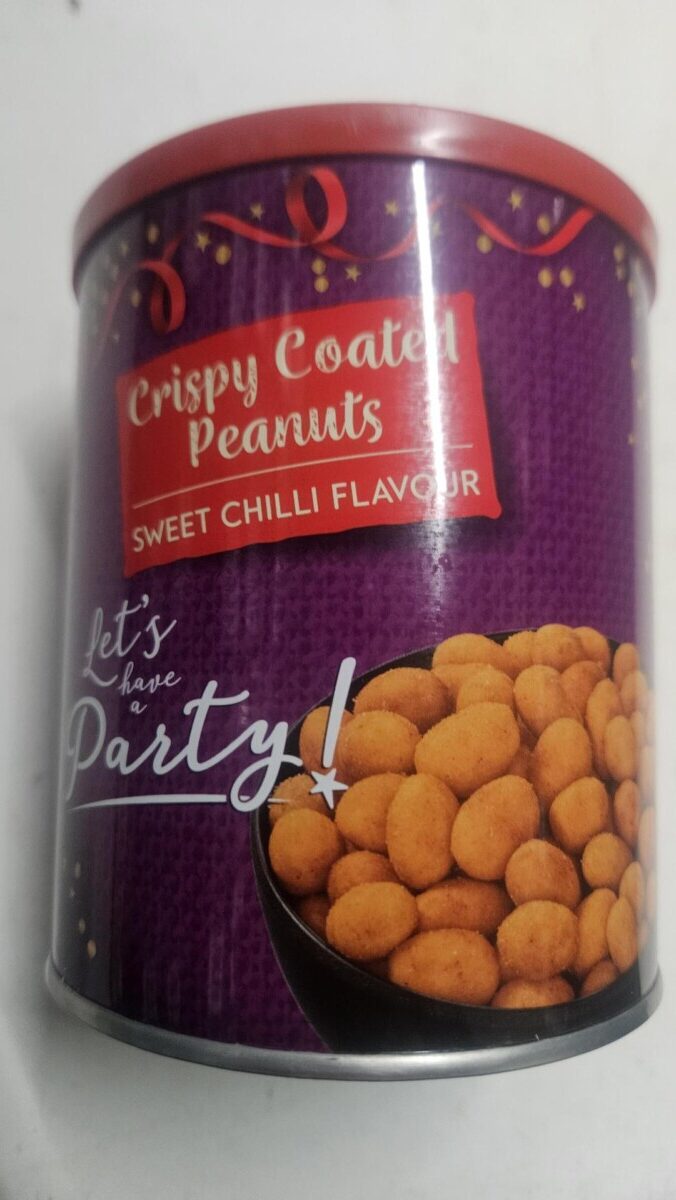 Crispy Coated
Peanuts
SWEET CHILLI FLAVOUR
Let's
have
a
Party!